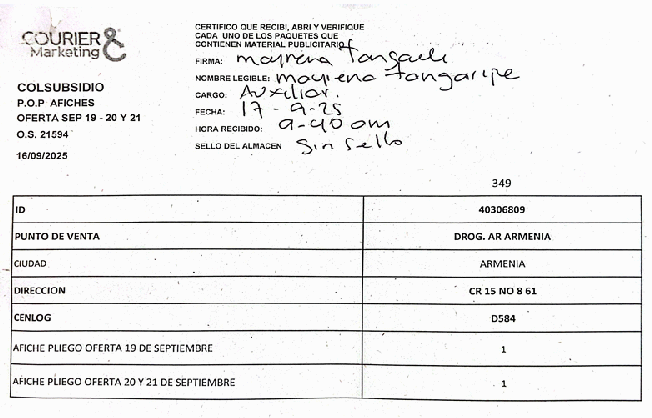 COURIER &
Marketing
COLSUBSIDIO
P.O.P AFICHES
OFERTA SEP 19 - 20 Y 21
O.S. 21594
16/09/2025
CERTIFICO QUE RECIBI, ABRI Y VERIFIQUE
CADA UNO DE LOS PAQUETES QUE
CONTIENEN MATERIAL PUBLICITARIO
FIRMA:
NOMBRE LEGIBLE: mayrena tangaripe
CARGO: Auxiliar.
FECHA: 17-9-25
HORA RECIBIDO: 9-40 am
SELLO DEL ALMACEN Sin Sello
349
ID 40306809
PUNTO DE VENTA DROG. AR ARMENIA
CIUDAD ARMENIA
DIRECCION CR 15 NO 8 61
CENLOG D584
AFICHE PLIEGO OFERTA 19 DE SEPTIEMBRE 1
AFICHE PLIEGO OFERTA 20 Y 21 DE SEPTIEMBRE 1